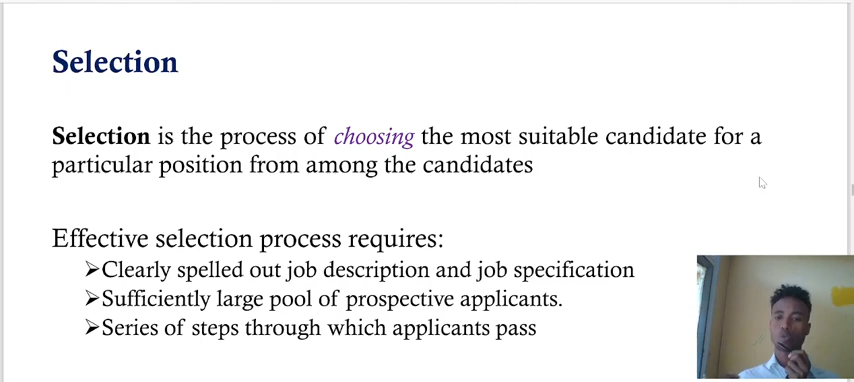 Selection
Selection is the process of choosing the most suitable candidate for a
particular position from among the candidates
Effective selection process requires:
➢Clearly spelled out job description and job specification
➢Sufficiently large pool of prospective applicants.
➢Series of steps through which applicants pass